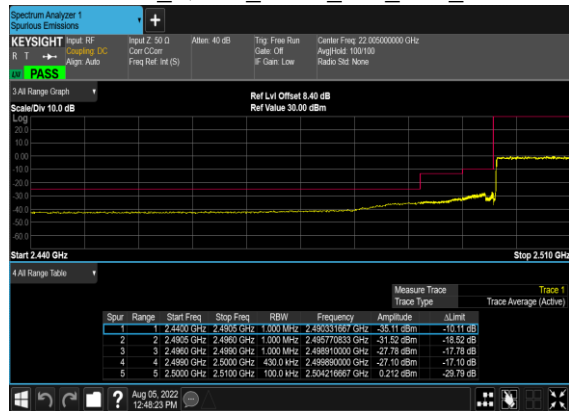 Spectrum Analyzer 1
Spurious Emissions
KEYSIGHT Input: RF Input Z: 50 Ω Atten: 40 dB Trig: Free Run Center Freq: 22.005000000 GHz
R T Coupling: DC Corr CCorr Gate: Off Avg|Hold: 100/100
Align: Auto Freq Ref: Int (S) IF Gain: Low Radio Std: None
PASS
3 All Range Graph
Ref Lvl Offset 8.40 dB
Scale/Div 10.0 dB Ref Value 30.00 dBm
Log
20.0
10.0
0.00
-10.0
-20.0
-30.0
-40.0
-50.0
-60.0
Start 2.440 GHz Stop 2.510 GHz
4 All Range Table
Measure Trace Trace 1
Trace Type Trace Average (Active)
Spur Range Start Freq Stop Freq RBW Frequency Amplitude ΔLimit
1 1 2.4400 GHz 2.4905 GHz 1.000 MHz 2.490331667 GHz -35.11 dBm -10.11 dB
2 2 2.4905 GHz 2.4960 GHz 1.000 MHz 2.495770833 GHz -31.52 dBm -18.52 dB
3 3 2.4960 GHz 2.4990 GHz 1.000 MHz 2.498910000 GHz -27.78 dBm -17.78 dB
4 4 2.4990 GHz 2.5000 GHz 430.0 kHz 2.499890000 GHz -27.10 dBm -17.10 dB
5 5 2.5000 GHz 2.5100 GHz 100.0 kHz 2.504216667 GHz 0.212 dBm -29.79 dB
Aug 05, 2022
12:48:23 PM